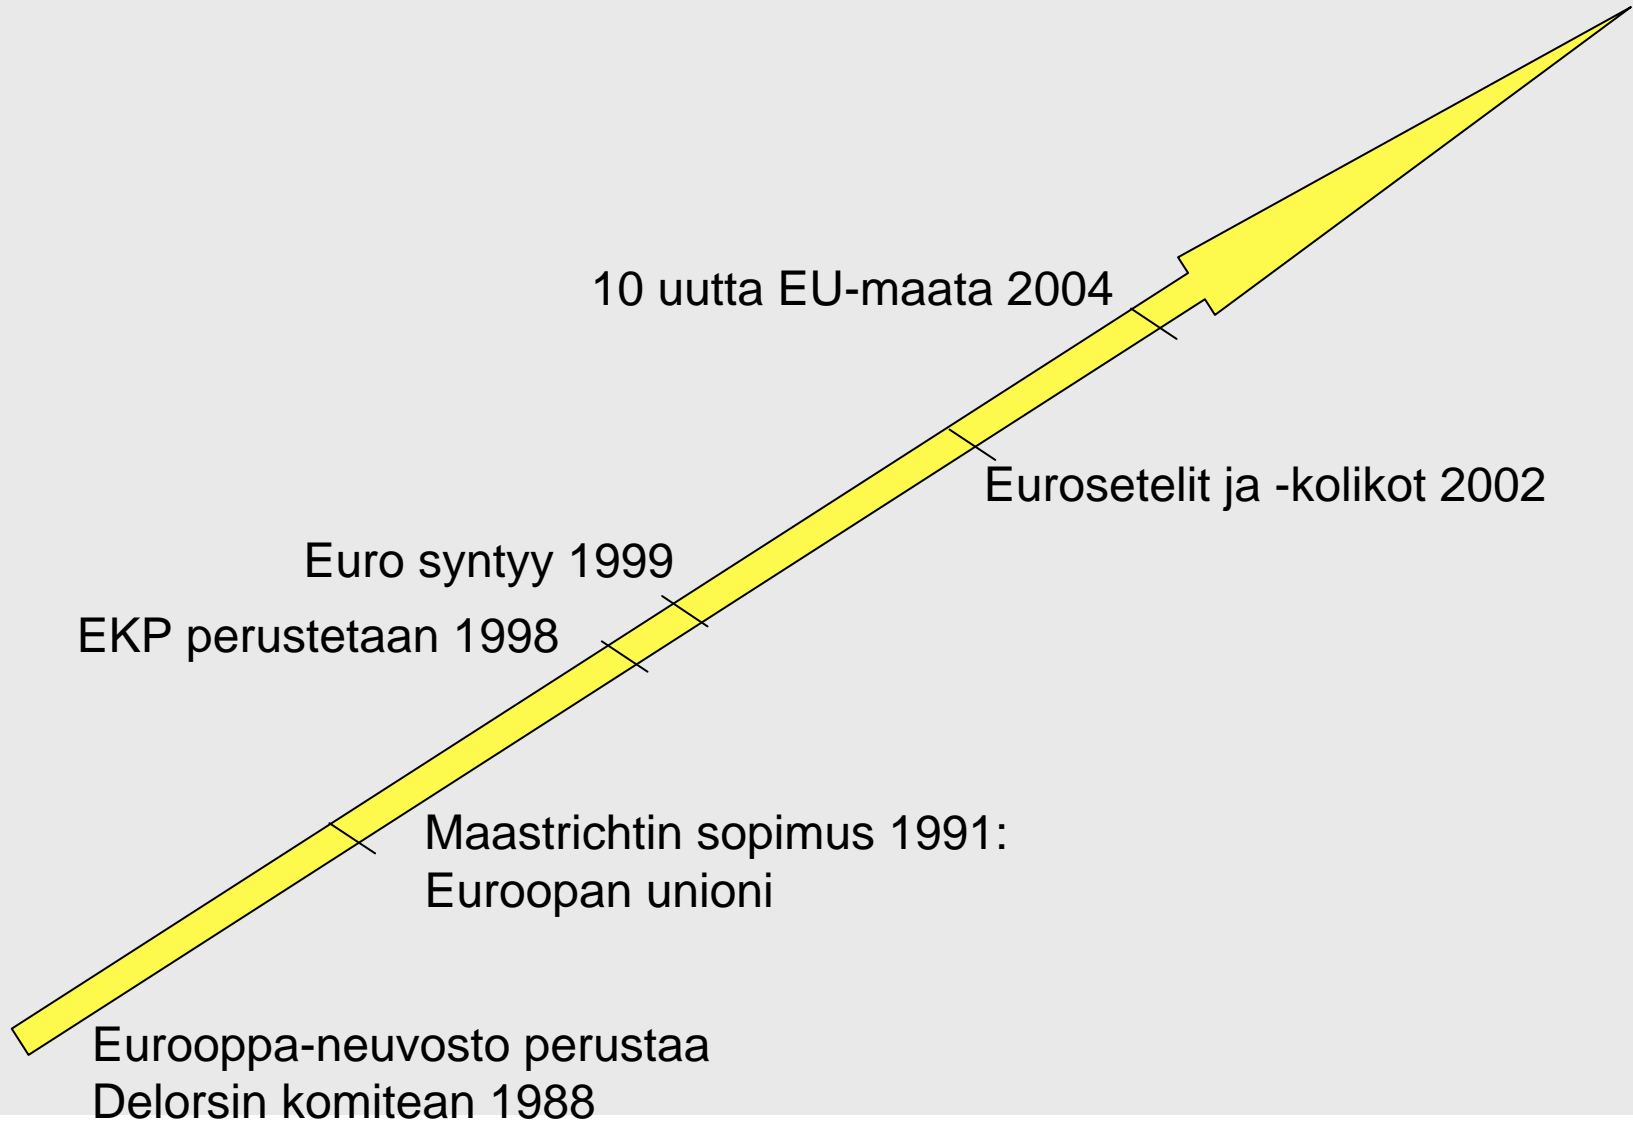 10 uutta EU-maata 2004
Eurosetelit ja -kolikot 2002
Euro syntyy 1999
EKP perustetaan 1998
Maastrichtin sopimus 1991:
Euroopan unioni
Eurooppa-neuvosto perustaa
Delorsin komitean 1988